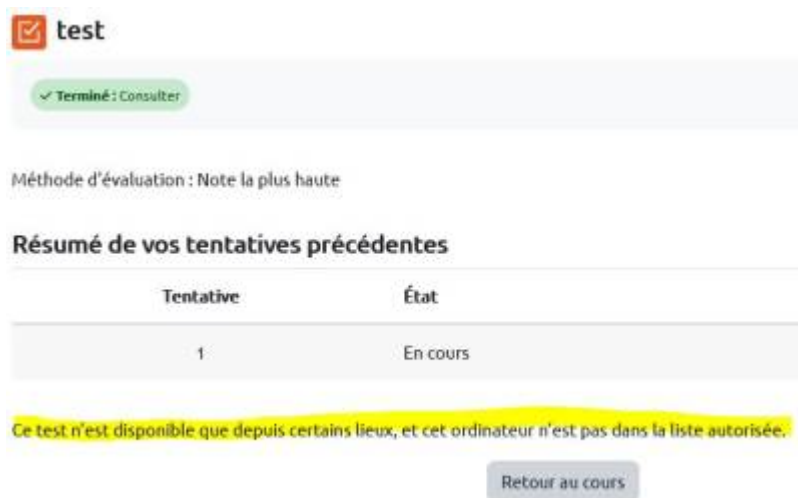 test
✓ Terminé : Consulter
Méthode d'évaluation : Note la plus haute
Résumé de vos tentatives précédentes
Tentative État
1 En cours
Ce test n'est disponible que depuis certains lieux, et cet ordinateur n'est pas dans la liste autorisée.
Retour au cours